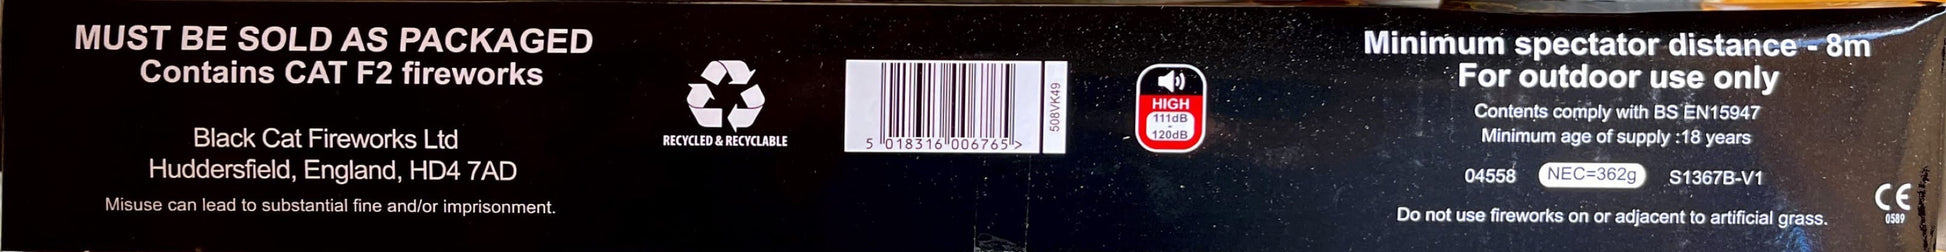 MUST BE SOLD AS PACKAGED
Contains CAT F2 fireworks
Black Cat Fireworks Ltd
Huddersfield, England, HD4 7AD
Misuse can lead to substantial fine and/or imprisonment.
RECYCLED & RECYCLABLE
5 018316 006765 >
508VK49
HIGH
111dB
-
120dB
Minimum spectator distance - 8m
For outdoor use only
Contents comply with BS EN15947
Minimum age of supply :18 years
04558 NEC=362g S1367B-V1
Do not use fireworks on or adjacent to artificial grass.
CE
0589